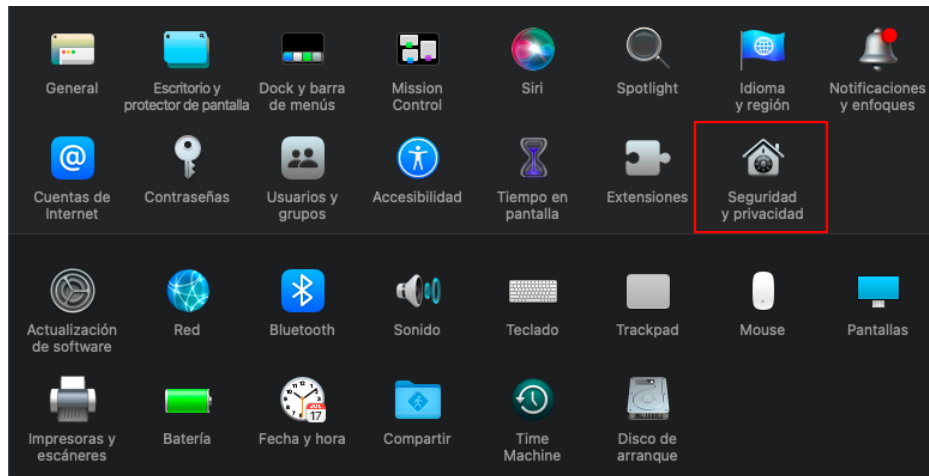 General
Escritorio y
protector de pantalla
Dock y barra
de menús
Mission
Control
Siri
Spotlight
Idioma
y región
Notificaciones
y enfoques
Cuentas de
Internet
Contraseñas
Usuarios y
grupos
Accesibilidad
Tiempo en
pantalla
Extensiones
Seguridad
y privacidad
Actualización
de software
Red
Bluetooth
Sonido
Teclado
Trackpad
Mouse
Pantallas
Impresoras y
escáneres
Batería
JUL
17
Fecha y hora
Compartir
Time
Machine
Disco de
arranque